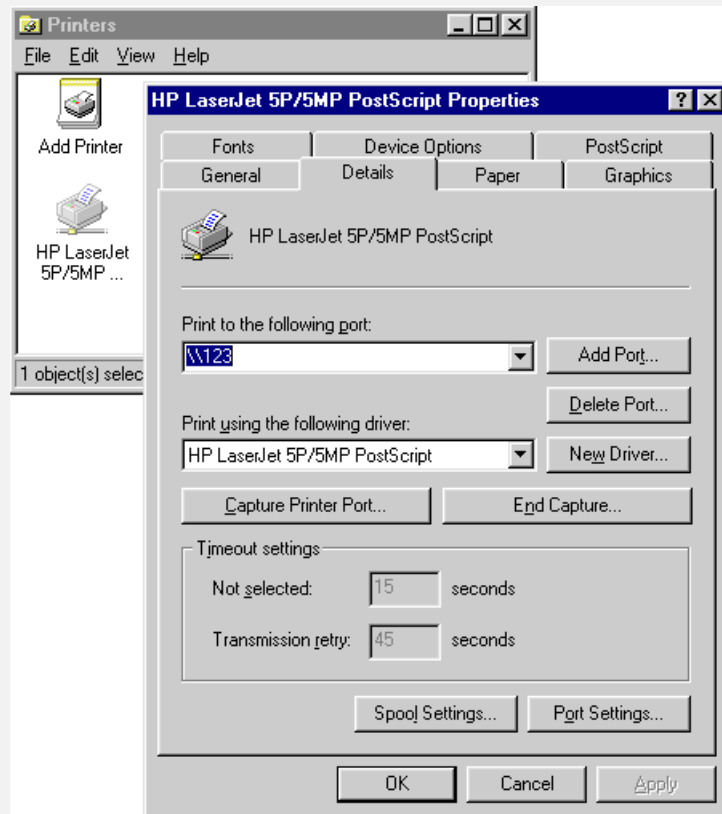 Printers
File Edit View Help
Add Printer
HP LaserJet
5P/5MP ...
1 object(s) selec
HP LaserJet 5P/5MP PostScript Properties
Fonts Device Options PostScript
General Details Paper Graphics
HP LaserJet 5P/5MP PostScript
Print to the following port:
\\123
Add Port...
Delete Port...
Print using the following driver:
HP LaserJet 5P/5MP PostScript
New Driver...
Capture Printer Port... End Capture...
Timeout settings
Not selected: 15 seconds
Transmission retry: 45 seconds
Spool Settings... Port Settings...
OK Cancel Apply